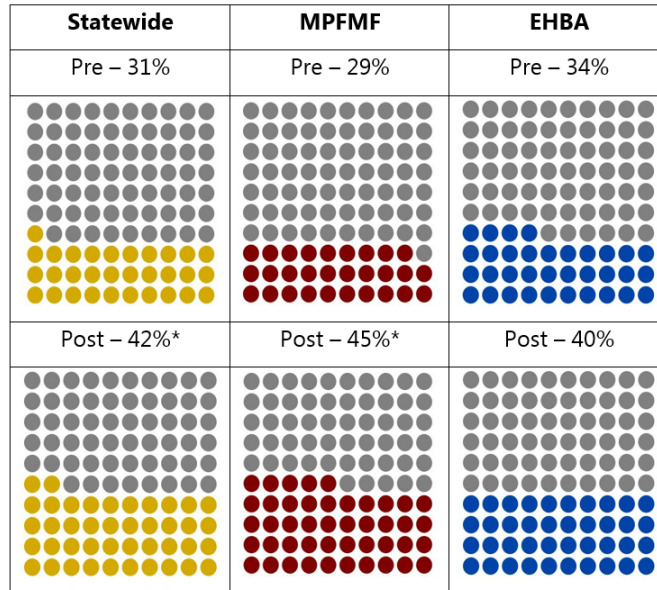 Statewide MPFMF EHBA
Pre – 31% Pre – 29% Pre – 34%
Post – 42%* Post – 45%* Post – 40%